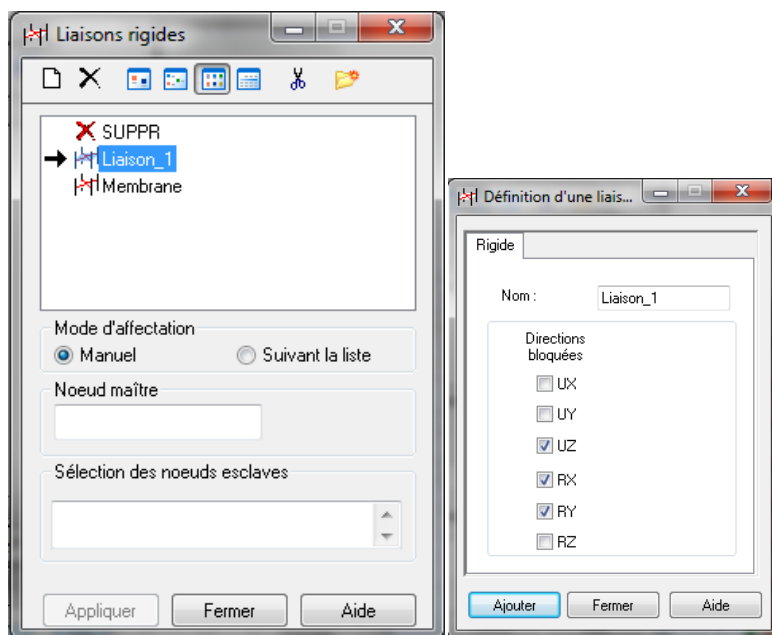 Liaisons rigides
SUPPR
Liaison_1
Membrane
Mode d'affectation
Manuel
Suivant la liste
Noeud maître
Sélection des noeuds esclaves
Appliquer
Fermer
Aide
Définition d'une liais...
Rigide
Nom :
Liaison_1
Directions
bloquées
UX
UY
UZ
RX
RY
RZ
Ajouter
Fermer
Aide